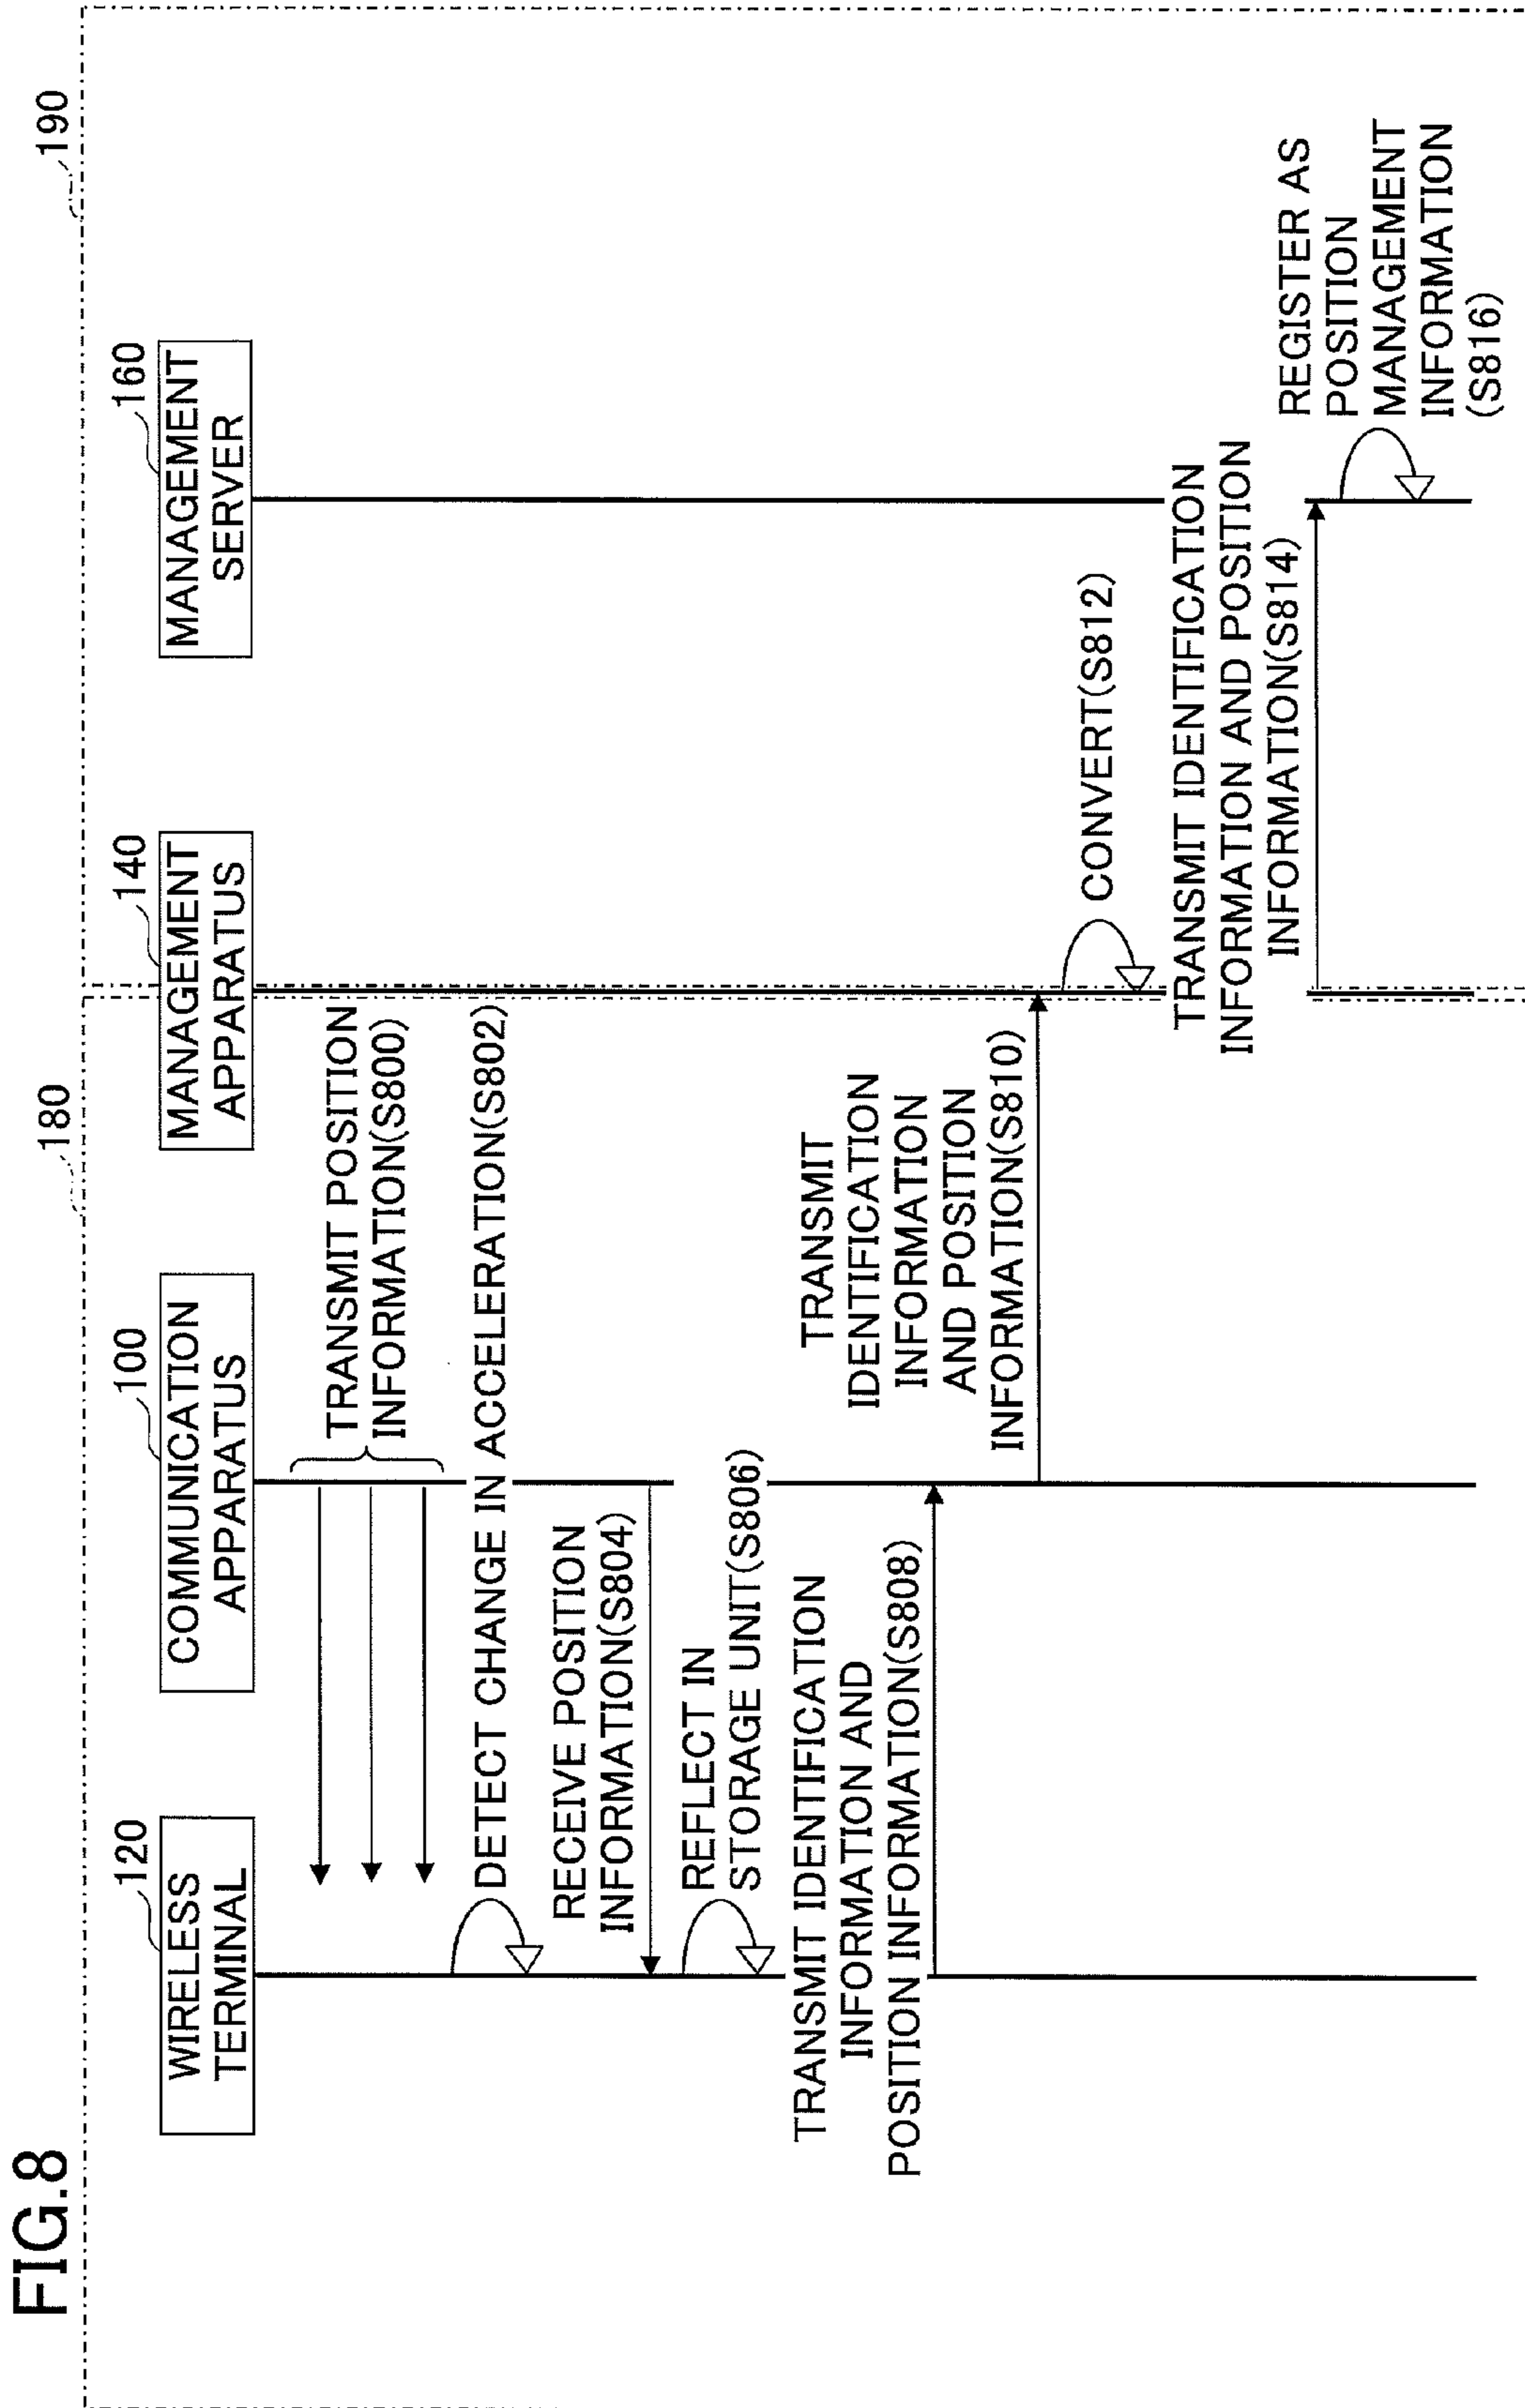 FIG.8
180
190
120
100
140
160
WIRELESS
TERMINAL
COMMUNICATION
APPARATUS
MANAGEMENT
APPARATUS
MANAGEMENT
SERVER
TRANSMIT POSITION
INFORMATION(S800)
DETECT CHANGE IN ACCELERATION(S802)
RECEIVE POSITION
INFORMATION(S804)
REFLECT IN
STORAGE UNIT(S806)
TRANSMIT IDENTIFICATION
INFORMATION AND
POSITION INFORMATION(S808)
TRANSMIT
IDENTIFICATION
INFORMATION
AND POSITION
INFORMATION(S810)
CONVERT(S812)
TRANSMIT IDENTIFICATION
INFORMATION AND POSITION
INFORMATION(S814)
REGISTER AS
POSITION
MANAGEMENT
INFORMATION
(S816)